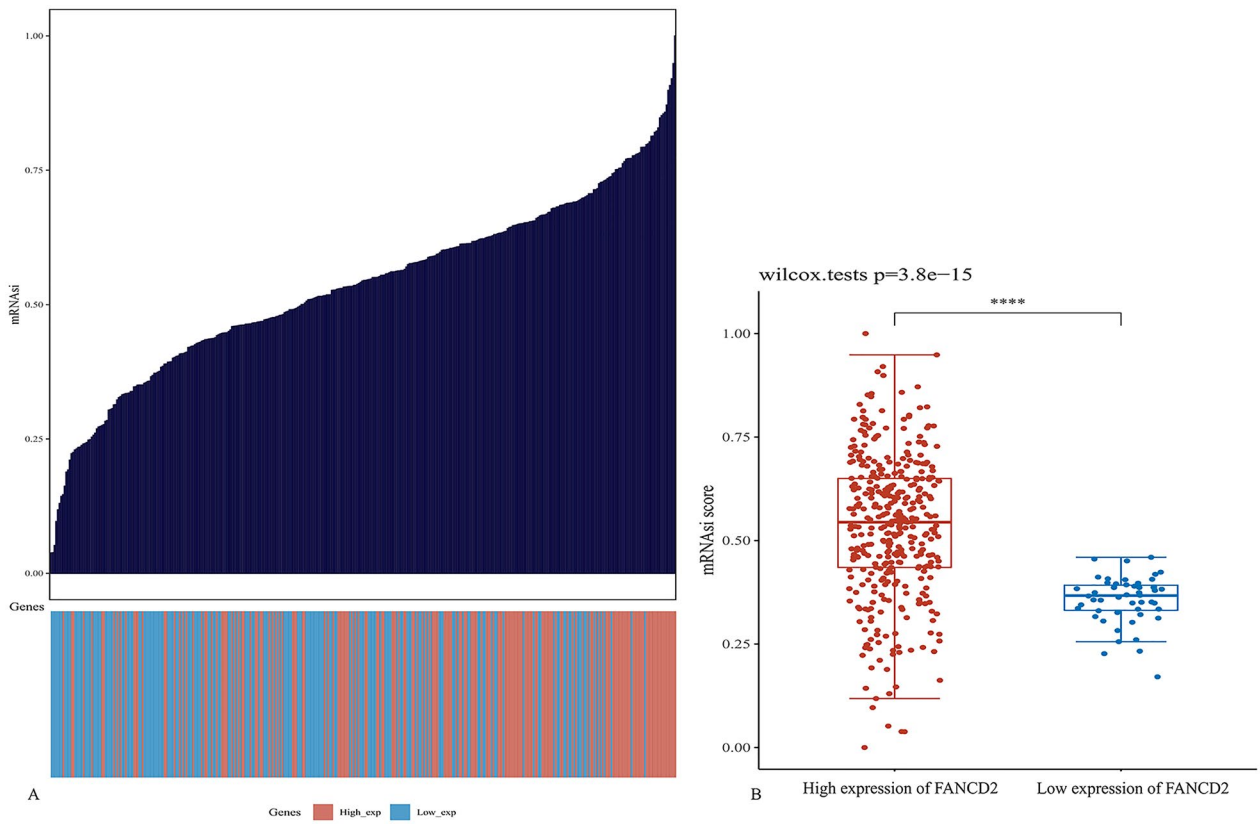 1.00
0.75
mRNAsi
0.50
0.25
0.00
Genes
A
Genes High_exp Low_exp
wilcox.tests p=3.8e−15
****
1.00
0.75
mRNAsi score
0.50
0.25
0.00
High expression of FANCD2 Low expression of FANCD2
B